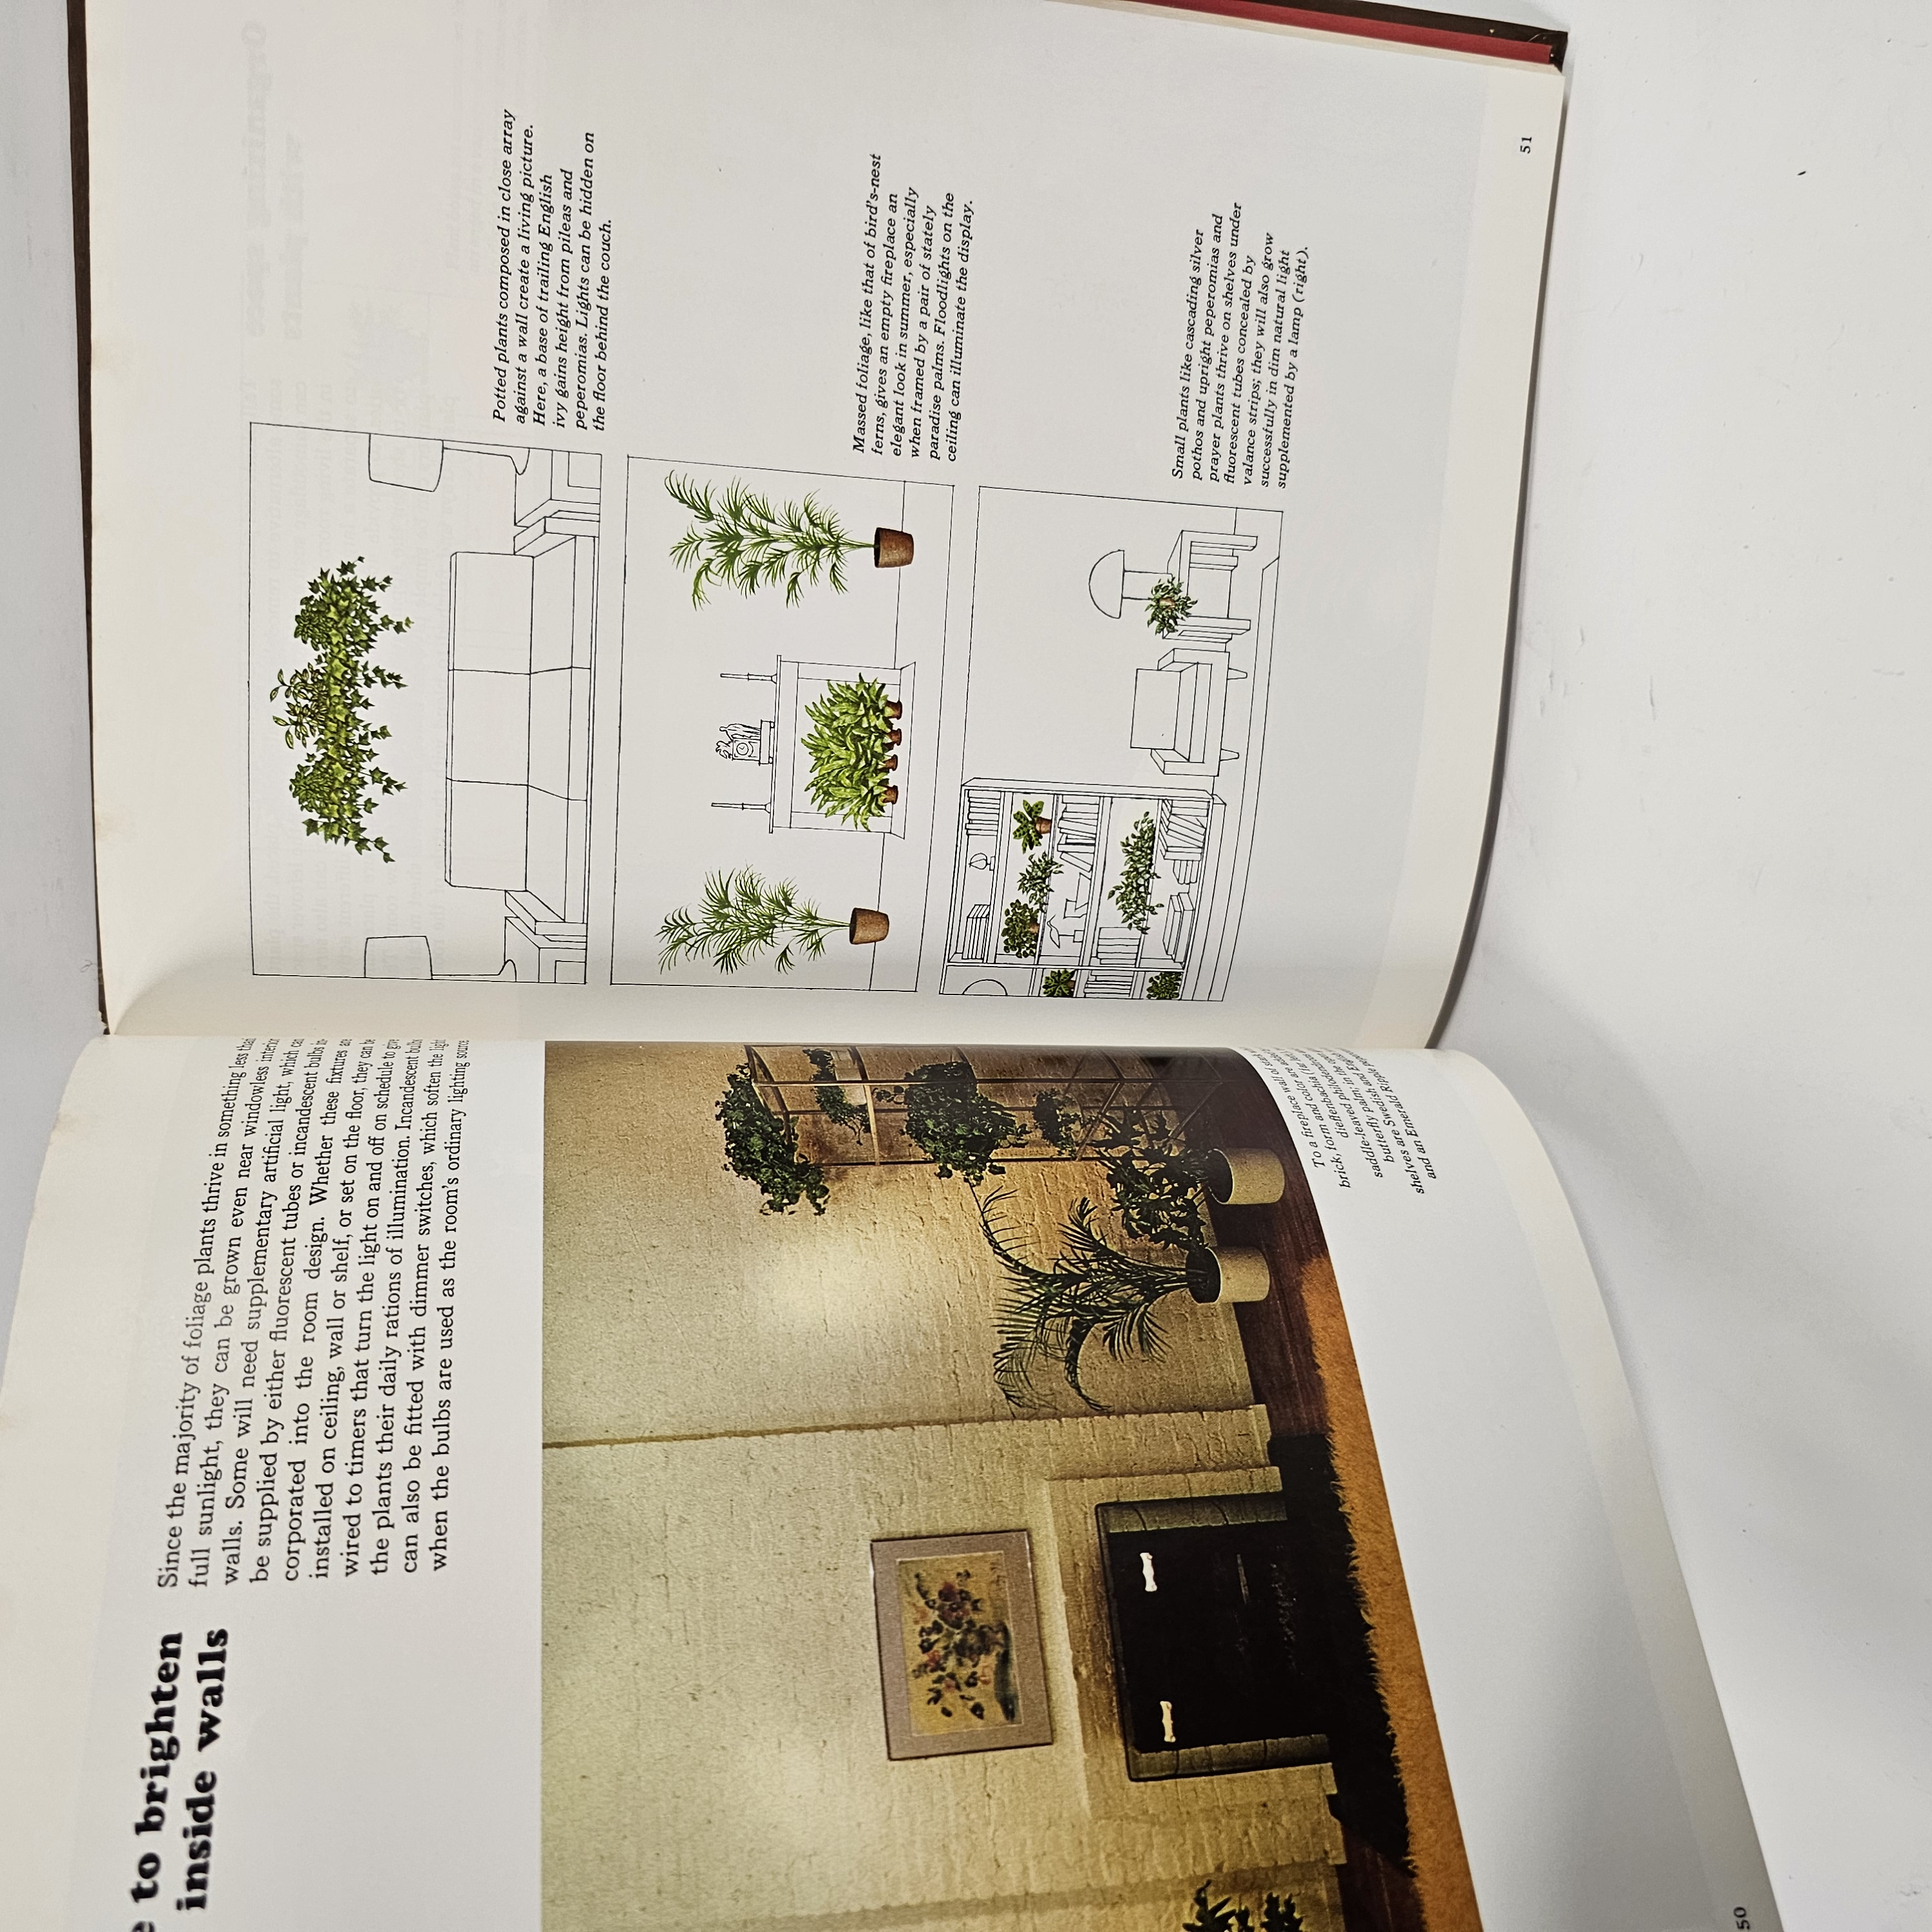 to brighten
inside walls
Since the majority of foliage plants thrive in something less than
full sunlight, they can be grown even near windowless interior
walls. Some will need supplementary artificial light, which can
be supplied by either fluorescent tubes or incandescent bulbs in-
corporated into the room design. Whether these fixtures are
installed on ceiling, wall or shelf, or set on the floor, they can be
wired to timers that turn the light on and off on schedule to give
the plants their daily rations of illumination. Incandescent bulbs
can also be fitted with dimmer switches, which soften the light
when the bulbs are used as the room's ordinary lighting source
To a fireplace wall of stark
brick, form and color are added
dieffenbachia (far left),
saddle-leaved philodendron
butterfly palm; in the open
shelves are Swedish and English
and an Emerald Ripple
50
Organizing space
with plants
Potted plants composed in close array
against a wall create a living picture.
Here, a base of trailing English
ivy gains height from pileas and
peperomias. Lights can be hidden on
the floor behind the couch.
Massed foliage, like that of bird's-nest
ferns, gives an empty fireplace an
elegant look in summer, especially
when framed by a pair of stately
paradise palms. Floodlights on the
ceiling can illuminate the display.
Small plants like cascading silver
pothos and upright peperomias and
prayer plants thrive on shelves under
fluorescent tubes concealed by
valance strips; they will also grow
successfully in dim natural light
supplemented by a lamp (right).
51